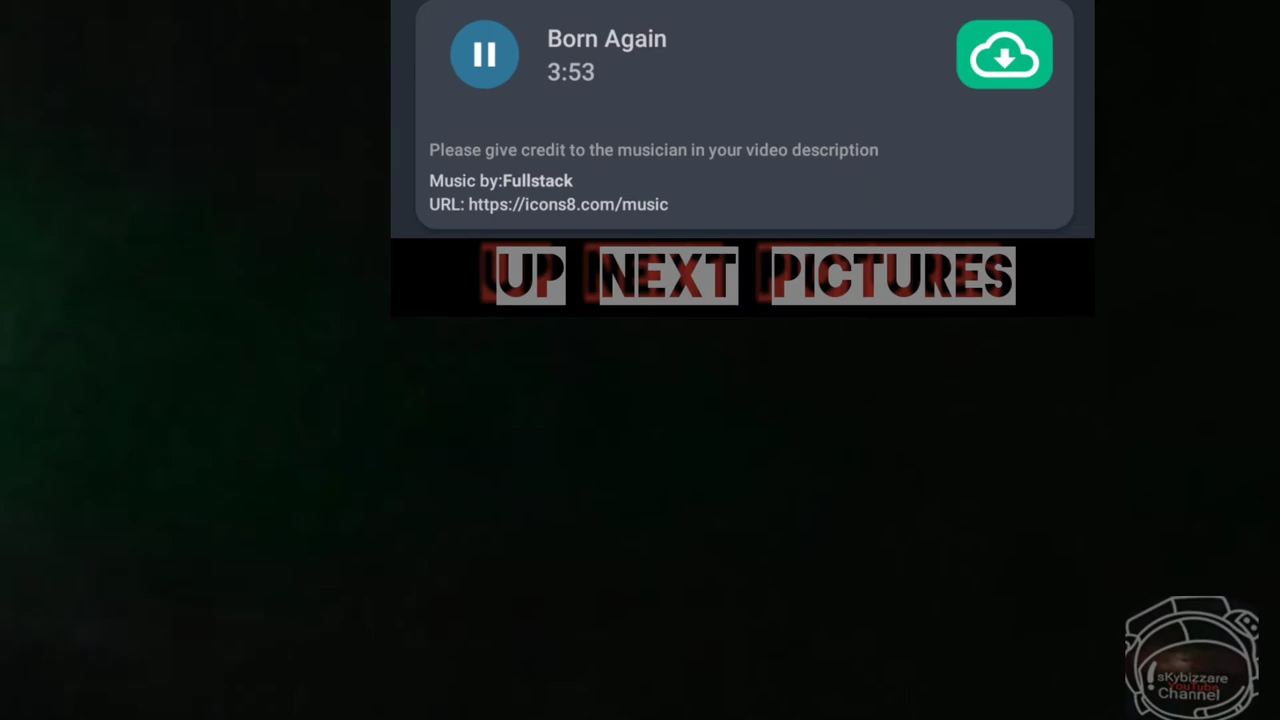 Born Again
3:53
Please give credit to the musician in your video description
Music by:Fullstack
URL: https://icons8.com/music
UP NEXT PICTURES
sKybizzare
YouTube
Channel